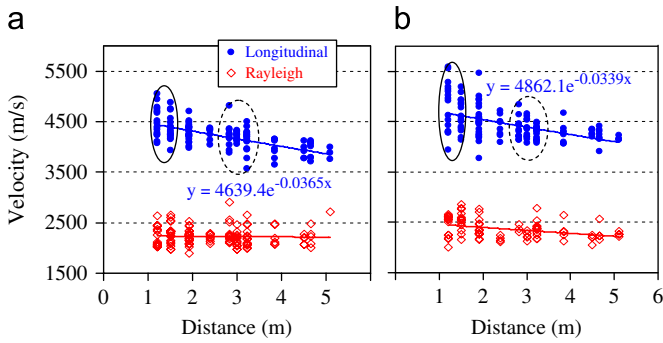 a
b
Longitudinal
Rayleigh
5500
4500
3500
2500
1500
Velocity (m/s)
y = 4639.4e^-0.0365x
y = 4862.1e^-0.0339x
0 1 2 3 4 5
0 1 2 3 4 5 6
Distance (m)
Distance (m)